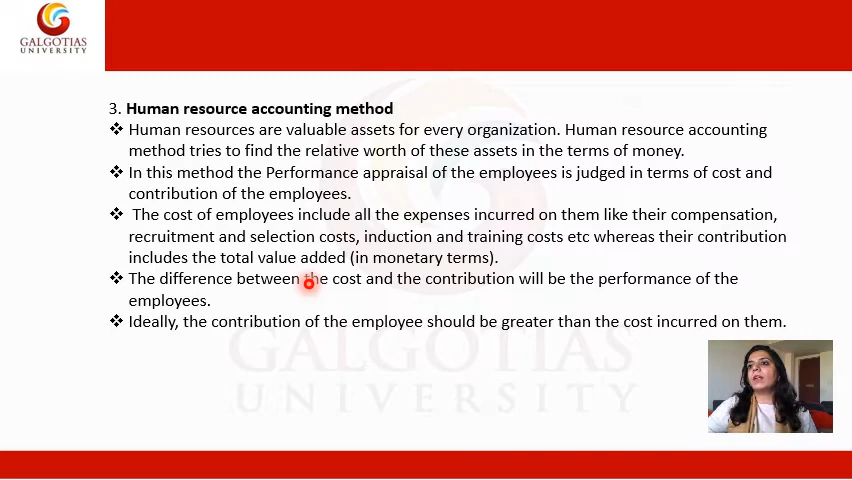 GALGOTIAS
UNIVERSITY
3. Human resource accounting method
❖ Human resources are valuable assets for every organization. Human resource accounting
method tries to find the relative worth of these assets in the terms of money.
❖ In this method the Performance appraisal of the employees is judged in terms of cost and
contribution of the employees.
❖ The cost of employees include all the expenses incurred on them like their compensation,
recruitment and selection costs, induction and training costs etc whereas their contribution
includes the total value added (in monetary terms).
❖ The difference between the cost and the contribution will be the performance of the
employees.
❖ Ideally, the contribution of the employee should be greater than the cost incurred on them.
GALGOTIAS
UNIVERSITY